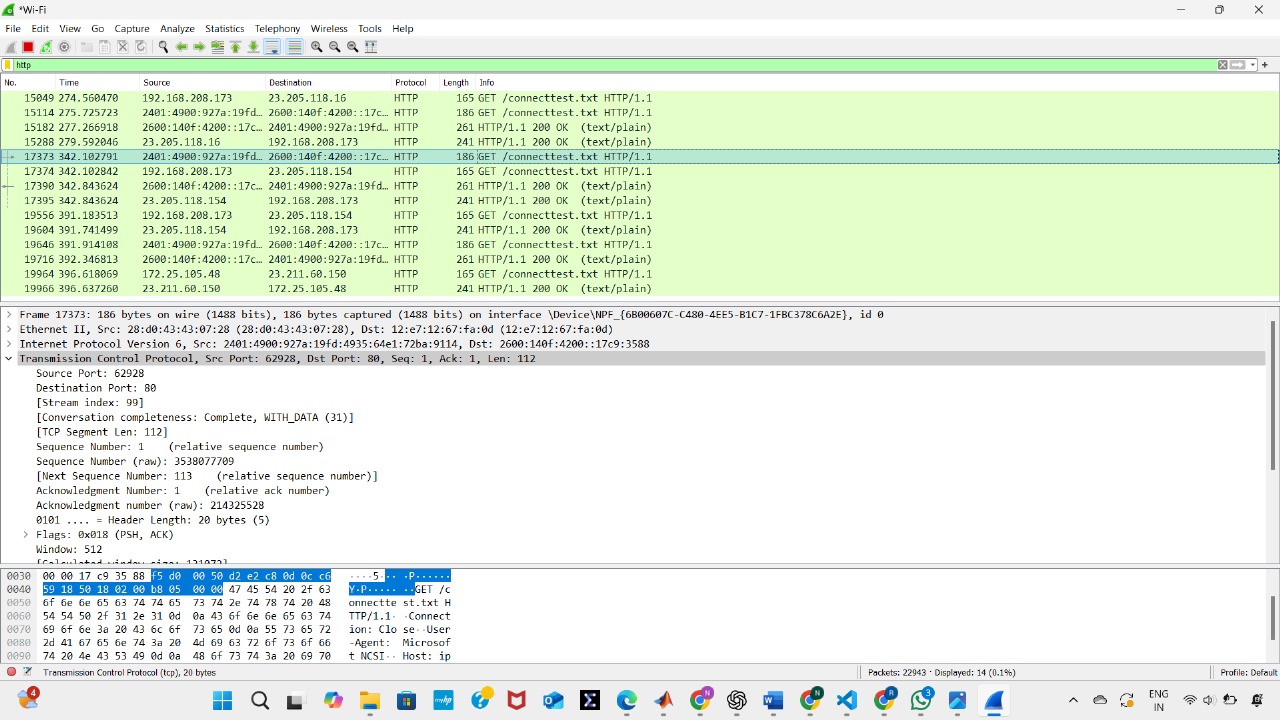 *Wi-Fi
File Edit View Go Capture Analyze Statistics Telephony Wireless Tools Help
http
No. Time Source Destination Protocol Length Info
15049 274.560470 192.168.208.173 23.205.118.16 HTTP 165 GET /connecttest.txt HTTP/1.1
15114 275.725723 2401:4900:927a:19fd… 2600:140f:4200::17c… HTTP 186 GET /connecttest.txt HTTP/1.1
15182 277.266918 2600:140f:4200::17c… 2401:4900:927a:19fd… HTTP 261 HTTP/1.1 200 OK (text/plain)
15288 279.592046 23.205.118.16 192.168.208.173 HTTP 241 HTTP/1.1 200 OK (text/plain)
17373 342.102791 2401:4900:927a:19fd… 2600:140f:4200::17c… HTTP 186 GET /connecttest.txt HTTP/1.1
17374 342.102842 192.168.208.173 23.205.118.154 HTTP 165 GET /connecttest.txt HTTP/1.1
17390 342.843624 2600:140f:4200::17c… 2401:4900:927a:19fd… HTTP 261 HTTP/1.1 200 OK (text/plain)
17395 342.843624 23.205.118.154 192.168.208.173 HTTP 241 HTTP/1.1 200 OK (text/plain)
19556 391.183513 192.168.208.173 23.205.118.154 HTTP 165 GET /connecttest.txt HTTP/1.1
19604 391.741499 23.205.118.154 192.168.208.173 HTTP 241 HTTP/1.1 200 OK (text/plain)
19646 391.914108 2401:4900:927a:19fd… 2600:140f:4200::17c… HTTP 186 GET /connecttest.txt HTTP/1.1
19716 392.346813 2600:140f:4200::17c… 2401:4900:927a:19fd… HTTP 261 HTTP/1.1 200 OK (text/plain)
19964 396.618069 172.25.105.48 23.211.60.150 HTTP 165 GET /connecttest.txt HTTP/1.1
19966 396.637260 23.211.60.150 172.25.105.48 HTTP 241 HTTP/1.1 200 OK (text/plain)
Frame 17373: 186 bytes on wire (1488 bits), 186 bytes captured (1488 bits) on interface \Device\NPF_{6B00607C-C480-4EE5-B1C7-1FBC378C6A2E}, id 0
Ethernet II, Src: 28:d0:43:43:07:28 (28:d0:43:43:07:28), Dst: 12:e7:12:67:fa:0d (12:e7:12:67:fa:0d)
Internet Protocol Version 6, Src: 2401:4900:927a:19fd:4935:64e1:72ba:9114, Dst: 2600:140f:4200::17c9:3588
Transmission Control Protocol, Src Port: 62928, Dst Port: 80, Seq: 1, Ack: 1, Len: 112
Source Port: 62928
Destination Port: 80
[Stream index: 99]
[Conversation completeness: Complete, WITH_DATA (31)]
[TCP Segment Len: 112]
Sequence Number: 1 (relative sequence number)
Sequence Number (raw): 3538077709
[Next Sequence Number: 113 (relative sequence number)]
Acknowledgment Number: 1 (relative ack number)
Acknowledgment number (raw): 214325528
0101 .... = Header Length: 20 bytes (5)
Flags: 0x018 (PSH, ACK)
Window: 512
[Calculated window size: 131072]
0030 00 00 17 c9 35 88 f5 d0 00 50 d2 e2 c8 0d 0c c6 ····5··· ·P······
0040 59 18 50 18 02 00 b8 05 00 00 47 45 54 20 2f 63 Y·P····· ··GET /c
0050 6f 6e 6e 65 63 74 74 65 73 74 2e 74 78 74 20 48 onnectte st.txt H
0060 54 54 50 2f 31 2e 31 0d 0a 43 6f 6e 6e 65 63 74 TTP/1.1· ·Connect
0070 69 6f 6e 3a 20 43 6c 6f 73 65 0d 0a 55 73 65 72 ion: Clo se··User
0080 2d 41 67 65 6e 74 3a 20 4d 69 63 72 6f 73 6f 66 -Agent: Microsof
0090 74 20 4e 43 53 49 0d 0a 48 6f 73 74 3a 20 69 70 t NCSI·· Host: ip
Transmission Control Protocol (tcp), 20 bytes Packets: 22943 · Displayed: 14 (0.1%) Profile: Default
4 myhp N N R 3 ENG
IN